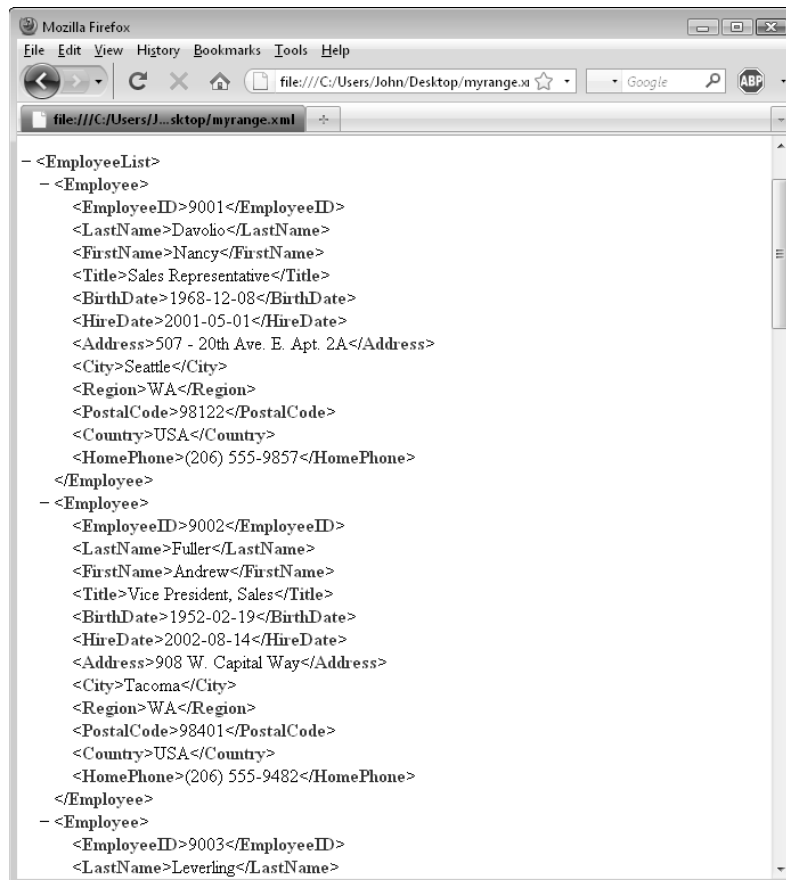 Mozilla Firefox
File Edit View History Bookmarks Tools Help
file:///C:/Users/John/Desktop/myrange.x Google ABP
file:///C:/Users/J...sktop/myrange.xml
− <EmployeeList>
− <Employee>
<EmployeeID>9001</EmployeeID>
<LastName>Davolio</LastName>
<FirstName>Nancy</FirstName>
<Title>Sales Representative</Title>
<BirthDate>1968-12-08</BirthDate>
<HireDate>2001-05-01</HireDate>
<Address>507 - 20th Ave. E. Apt. 2A</Address>
<City>Seattle</City>
<Region>WA</Region>
<PostalCode>98122</PostalCode>
<Country>USA</Country>
<HomePhone>(206) 555-9857</HomePhone>
</Employee>
− <Employee>
<EmployeeID>9002</EmployeeID>
<LastName>Fuller</LastName>
<FirstName>Andrew</FirstName>
<Title>Vice President, Sales</Title>
<BirthDate>1952-02-19</BirthDate>
<HireDate>2002-08-14</HireDate>
<Address>908 W. Capital Way</Address>
<City>Tacoma</City>
<Region>WA</Region>
<PostalCode>98401</PostalCode>
<Country>USA</Country>
<HomePhone>(206) 555-9482</HomePhone>
</Employee>
− <Employee>
<EmployeeID>9003</EmployeeID>
<LastName>Leverling</LastName>